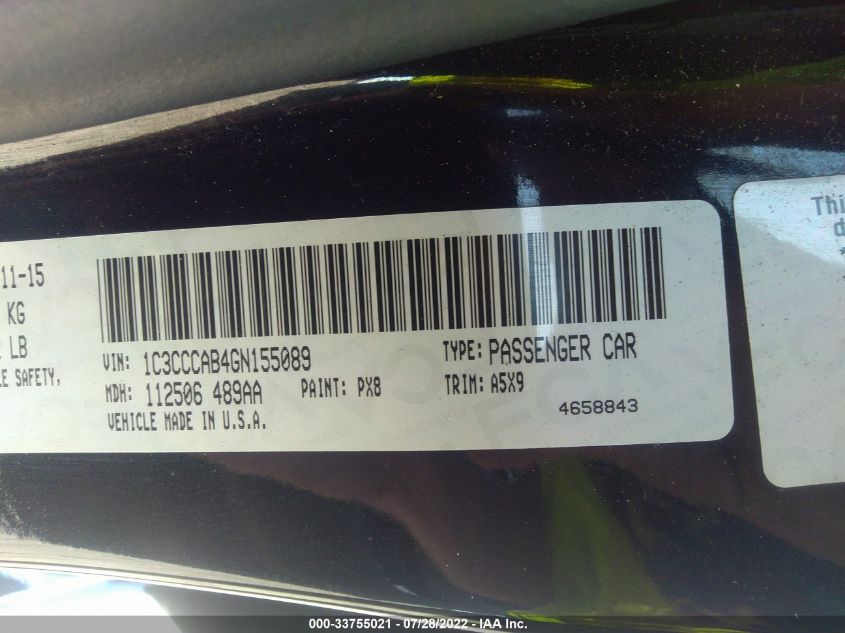 11-15
KG
LB
LE SAFETY,
VIN: 1C3CCCAB4GN155089
TYPE: PASSENGER CAR
MDH: 112506 489AA
PAINT: PX8
TRIM: A5X9
VEHICLE MADE IN U.S.A.
4658843
Thi
d
000-33755021 - 07/28/2022 - IAA Inc.